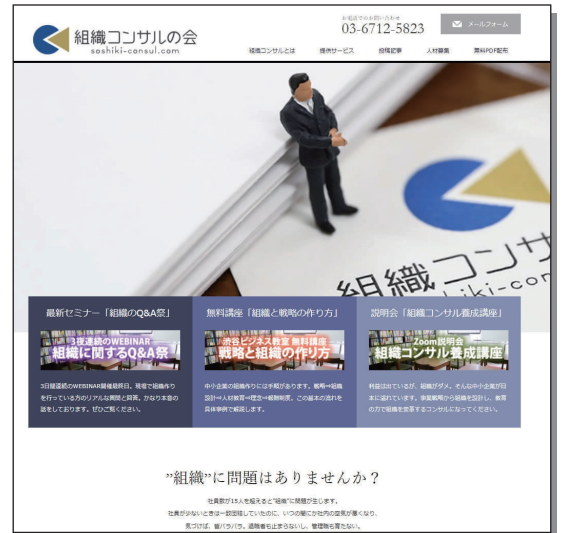 お電話でのお問い合わせ
03-6712-5823
メールフォーム
組織コンサルの会
soshiki-consul.com
組織コンサルとは
提供サービス
投稿記事
人材募集
無料PDF配布
組織コンサ
ki-con
最新セミナー「組織のQ&A祭」
3夜連続のWEBINAR
組織に関するQ&A祭
3日間連続のWEBINAR開催最終日。現場で組織作り
を行っている方のリアルな質問と回答。かなり本音の
話をしております。ぜひご覧ください。
無料講座「組織と戦略の作り方」
渋谷ビジネス教室 無料講座
戦略と組織の作り方
中小企業の組織作りには手順があります。戦略⇒組織
設計⇒人材教育⇒理念⇒報酬制度。この基本の流れを
具体事例で解説します。
説明会「組織コンサル養成講座」
Zoom説明会
組織コンサル養成講座
利益は出ているが、組織がダメ。そんな中小企業が日
本に溢れています。事業戦略から組織を設計し、教育
の力で組織を変革するコンサルになってください。
”組織”に問題はありませんか？
社員数が15人を超えると”組織”に問題が生じます。
社員が少ないときは一致団結していたのに、いつの間にか社内の空気が悪くなり、
気づけば、皆バラバラ。退職者も止まらないし、管理職も育たない。